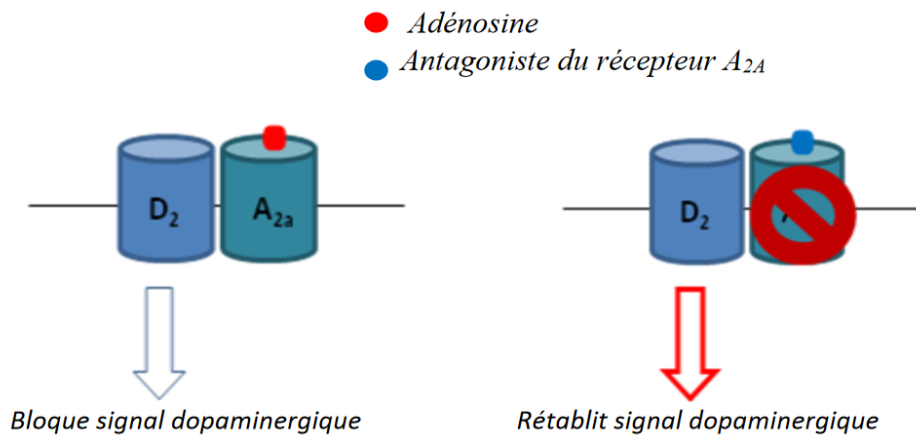 Adénosine
Antagoniste du récepteur A2A
D2
A2a
D2
Bloque signal dopaminergique
Rétablit signal dopaminergique